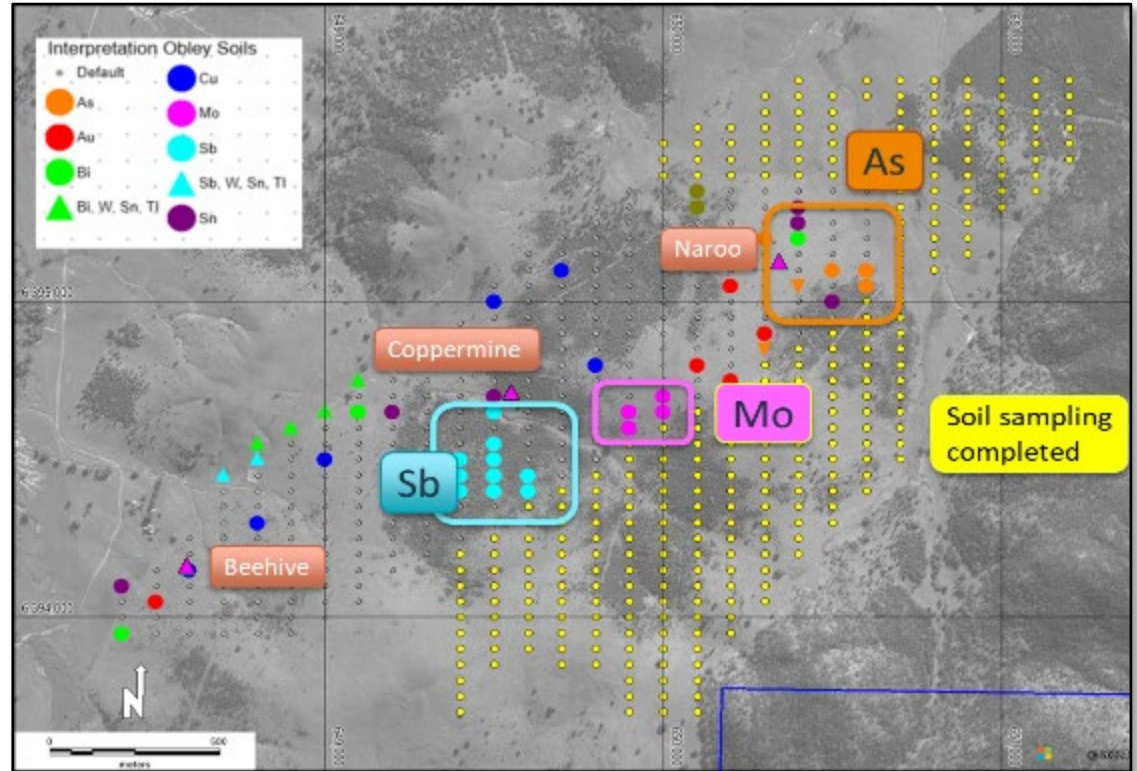 Interpretation Obley Soils
Default
As
Au
Bi
Bi, W, Sn, Tl
Cu
Mo
Sb
Sb, W, Sn, Tl
Sn
As
Naroo
Coppermine
Mo
Soil sampling
completed
Sb
Beehive
N
0 500
meters